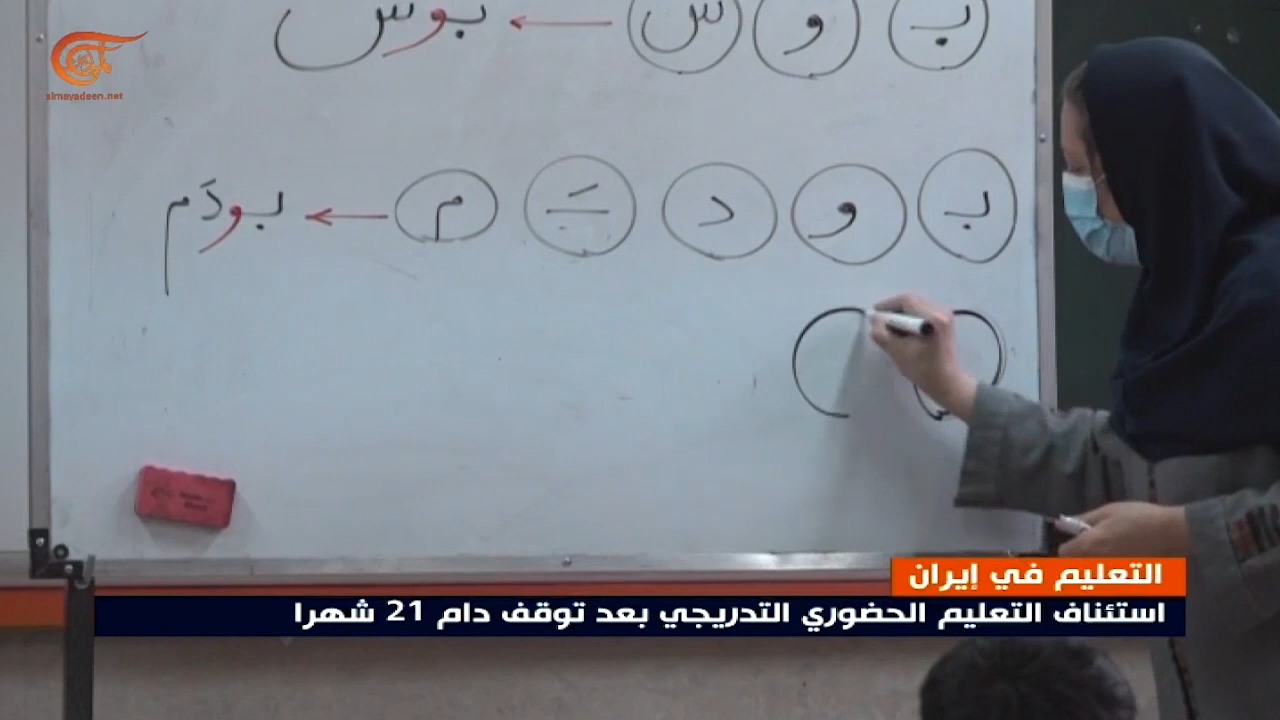 ب و س ← بوس
almayadeen.net
ب و د ـَ م ← بودَم
التعليم في إيران
استئناف التعليم الحضوري التدريجي بعد توقف دام 21 شهرا